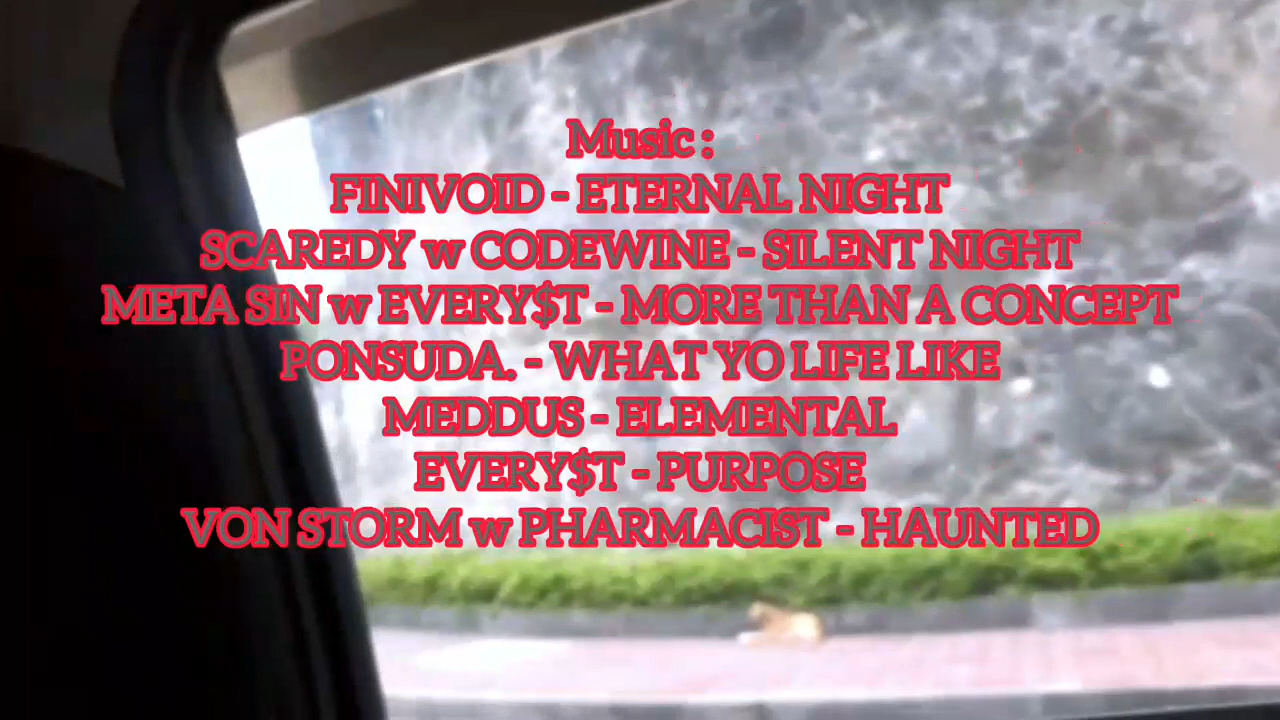 Music :
FINIVOID - ETERNAL NIGHT
SCAREDY w CODEWINE - SILENT NIGHT
META SIN w EVERY$T - MORE THAN A CONCEPT
PONSUDA. - WHAT YO LIFE LIKE
MEDDUS - ELEMENTAL
EVERY$T - PURPOSE
VON STORM w PHARMACIST - HAUNTED